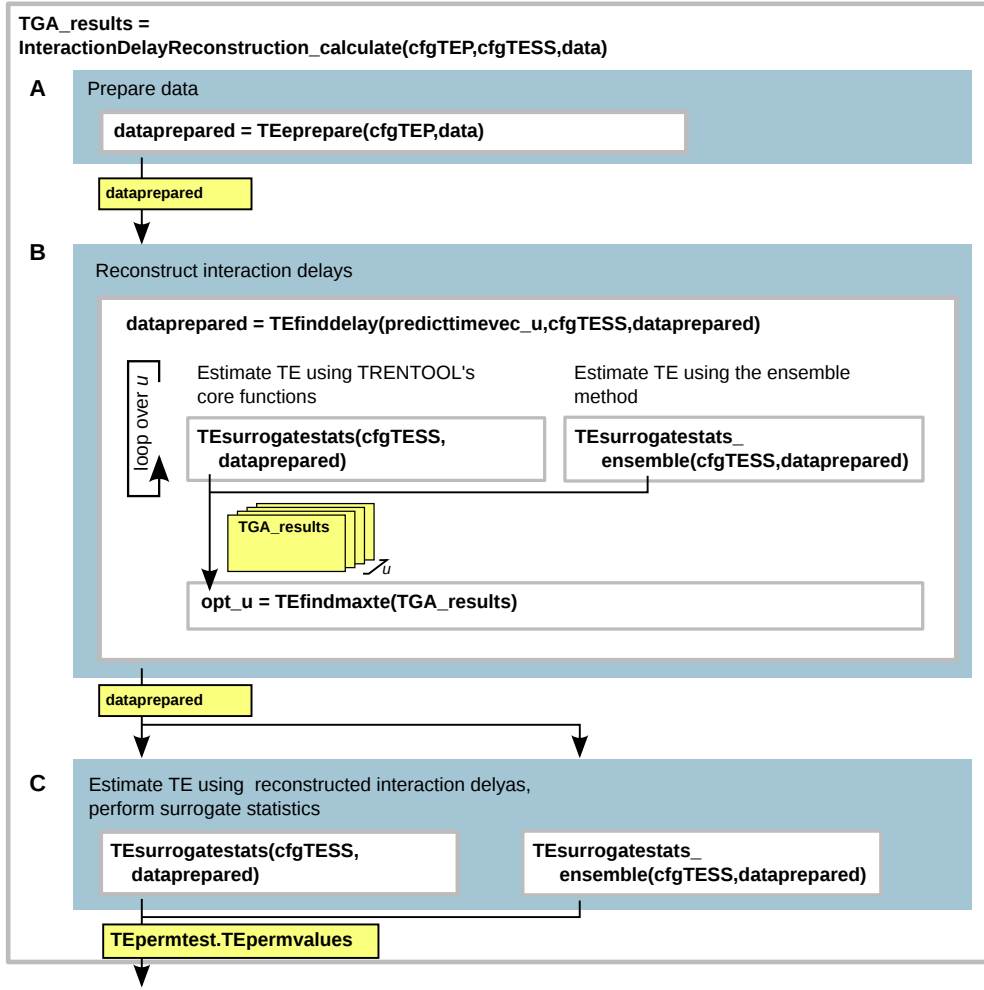 TGA_results =
InteractionDelayReconstruction_calculate(cfgTEP,cfgTESS,data)
A
Prepare data
dataprepared = TEeprepare(cfgTEP,data)
dataprepared
B
Reconstruct interaction delays
dataprepared = TEfinddelay(predicttimevec_u,cfgTESS,dataprepared)
loop over u
Estimate TE using TRENTOOL's
core functions
Estimate TE using the ensemble
method
TEsurrogatestats(cfgTESS,
dataprepared)
TEsurrogatestats_
ensemble(cfgTESS,dataprepared)
TGA_results
u
opt_u = TEfindmaxte(TGA_results)
dataprepared
C
Estimate TE using  reconstructed interaction delyas,
perform surrogate statistics
TEsurrogatestats(cfgTESS,
dataprepared)
TEsurrogatestats_
ensemble(cfgTESS,dataprepared)
TEpermtest.TEpermvalues